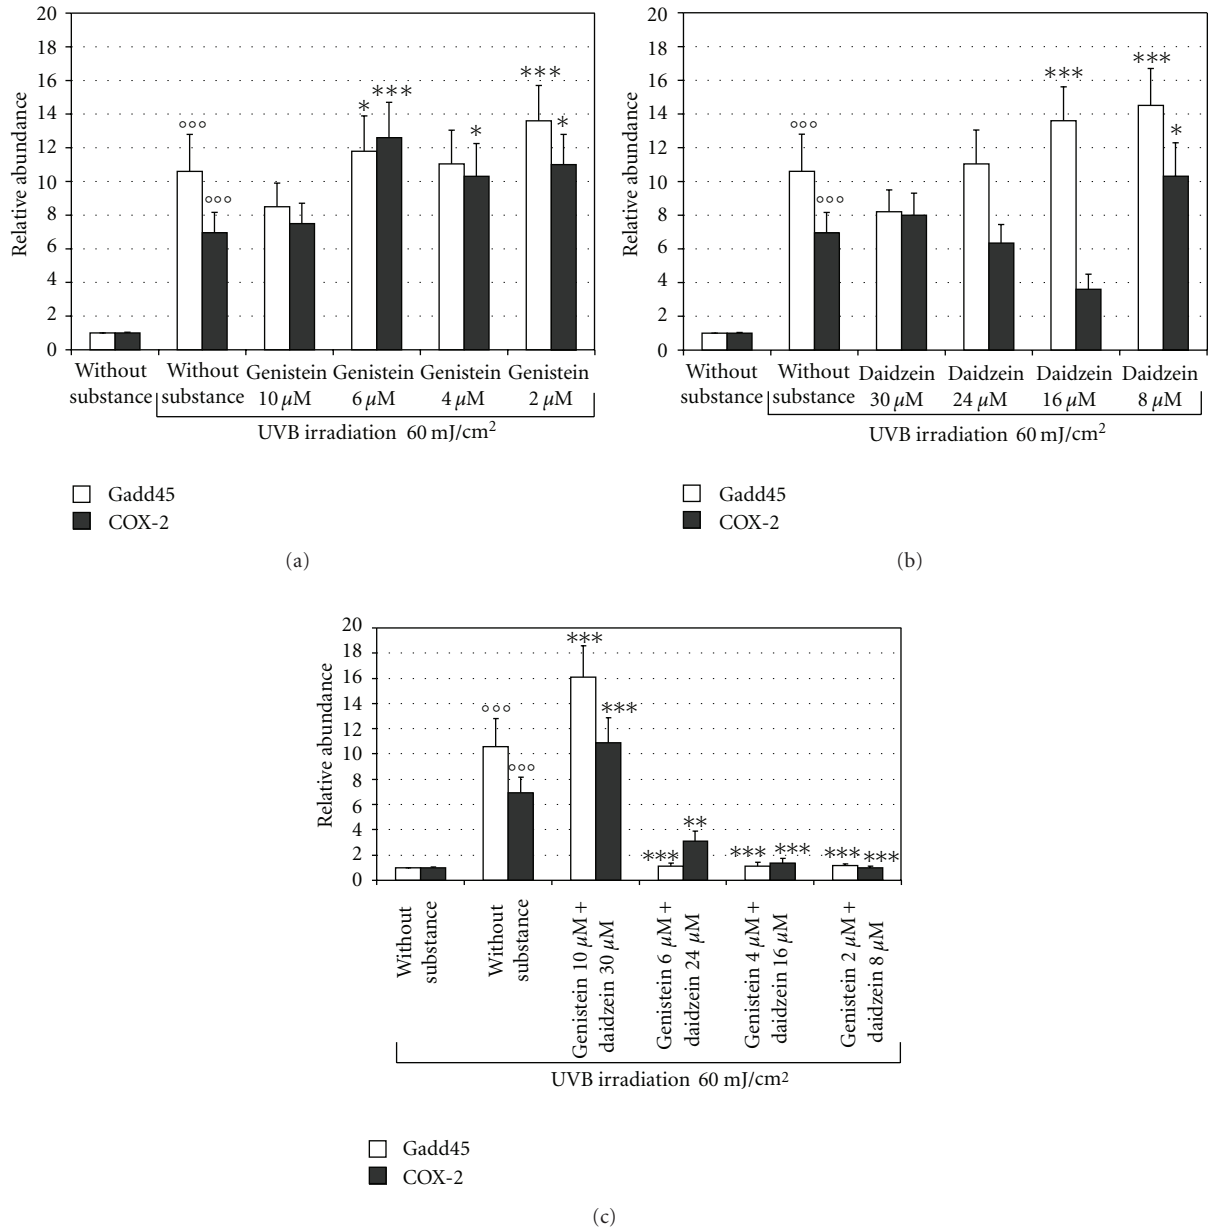 Relative abundance
20
18
16
14
12
10
8
6
4
2
0
°°°
°°°
*
***
*
***
*
Without substance
Without substance
Genistein 10 µM
Genistein 6 µM
Genistein 4 µM
Genistein 2 µM
UVB irradiation 60 mJ/cm²
Gadd45
COX-2
(a)
Relative abundance
20
18
16
14
12
10
8
6
4
2
0
°°°
°°°
***
***
*
Without substance
Without substance
Daidzein 30 µM
Daidzein 24 µM
Daidzein 16 µM
Daidzein 8 µM
UVB irradiation 60 mJ/cm²
Gadd45
COX-2
(b)
Relative abundance
20
18
16
14
12
10
8
6
4
2
0
°°°
°°°
***
***
***
**
***
***
***
***
Without substance
Without substance
Genistein 10 µM + daidzein 30 µM
Genistein 6 µM + daidzein 24 µM
Genistein 4 µM + daidzein 16 µM
Genistein 2 µM + daidzein 8 µM
UVB irradiation 60 mJ/cm²
Gadd45
COX-2
(c)